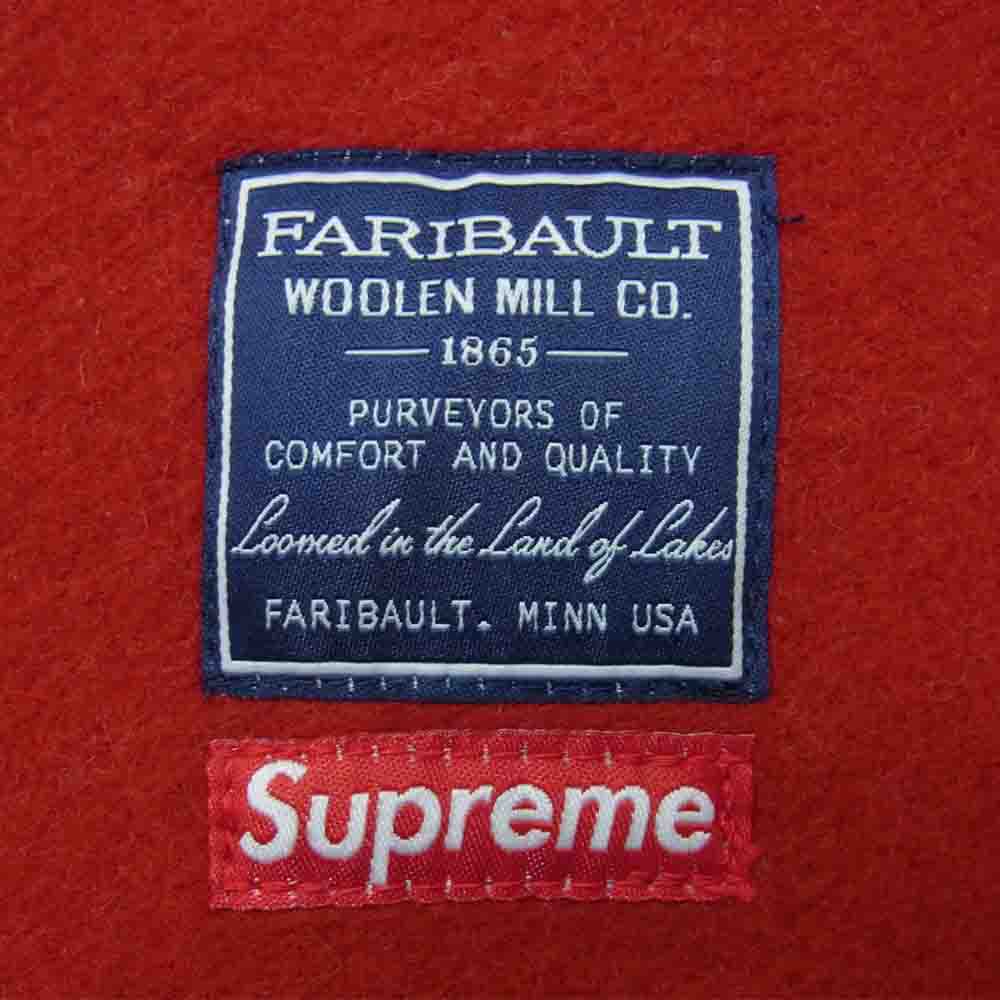 FARIBAULT
WOOLEN MILL CO.
1865
PURVEYORS OF
COMFORT AND QUALITY
Loomed in the Land of Lakes
FARIBAULT. MINN USA
Supreme